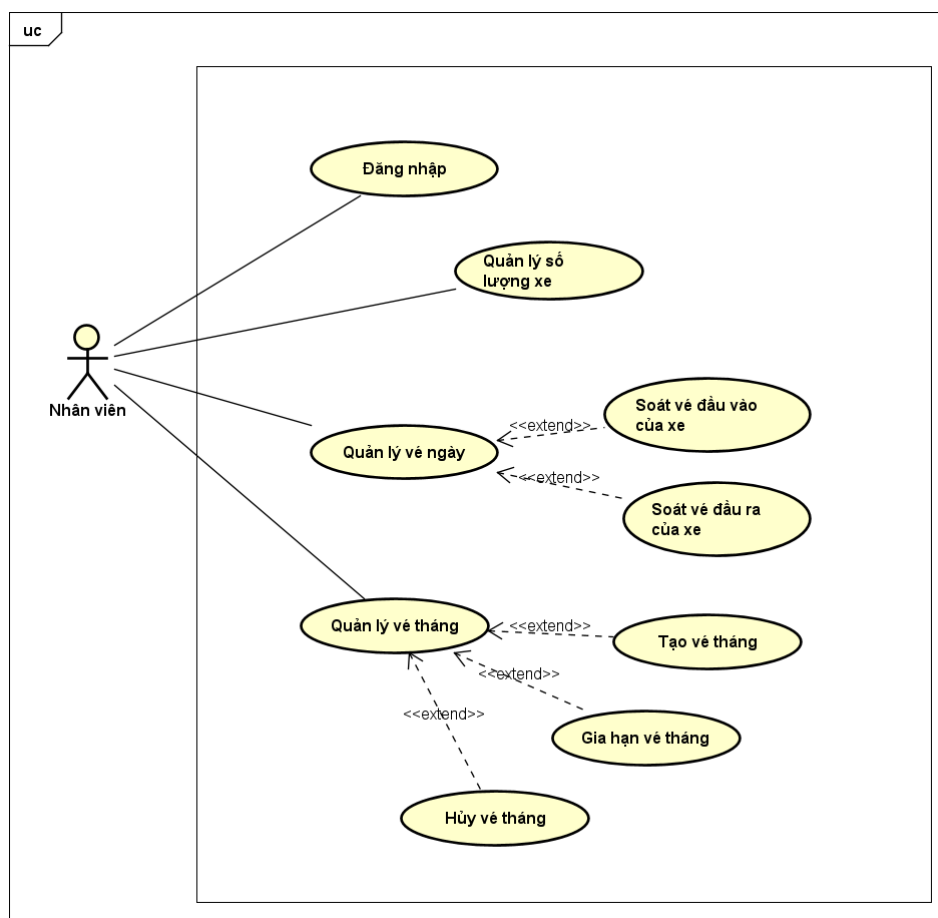 uc
Đăng nhập
Quản lý số
lượng xe
Nhân viên
Quản lý vé ngày
<<extend>>
Soát vé đầu vào
của xe
<<extend>>
Soát vé đầu ra
của xe
Quản lý vé tháng
<<extend>>
Tạo vé tháng
<<extend>>
Gia hạn vé tháng
<<extend>>
Hủy vé tháng